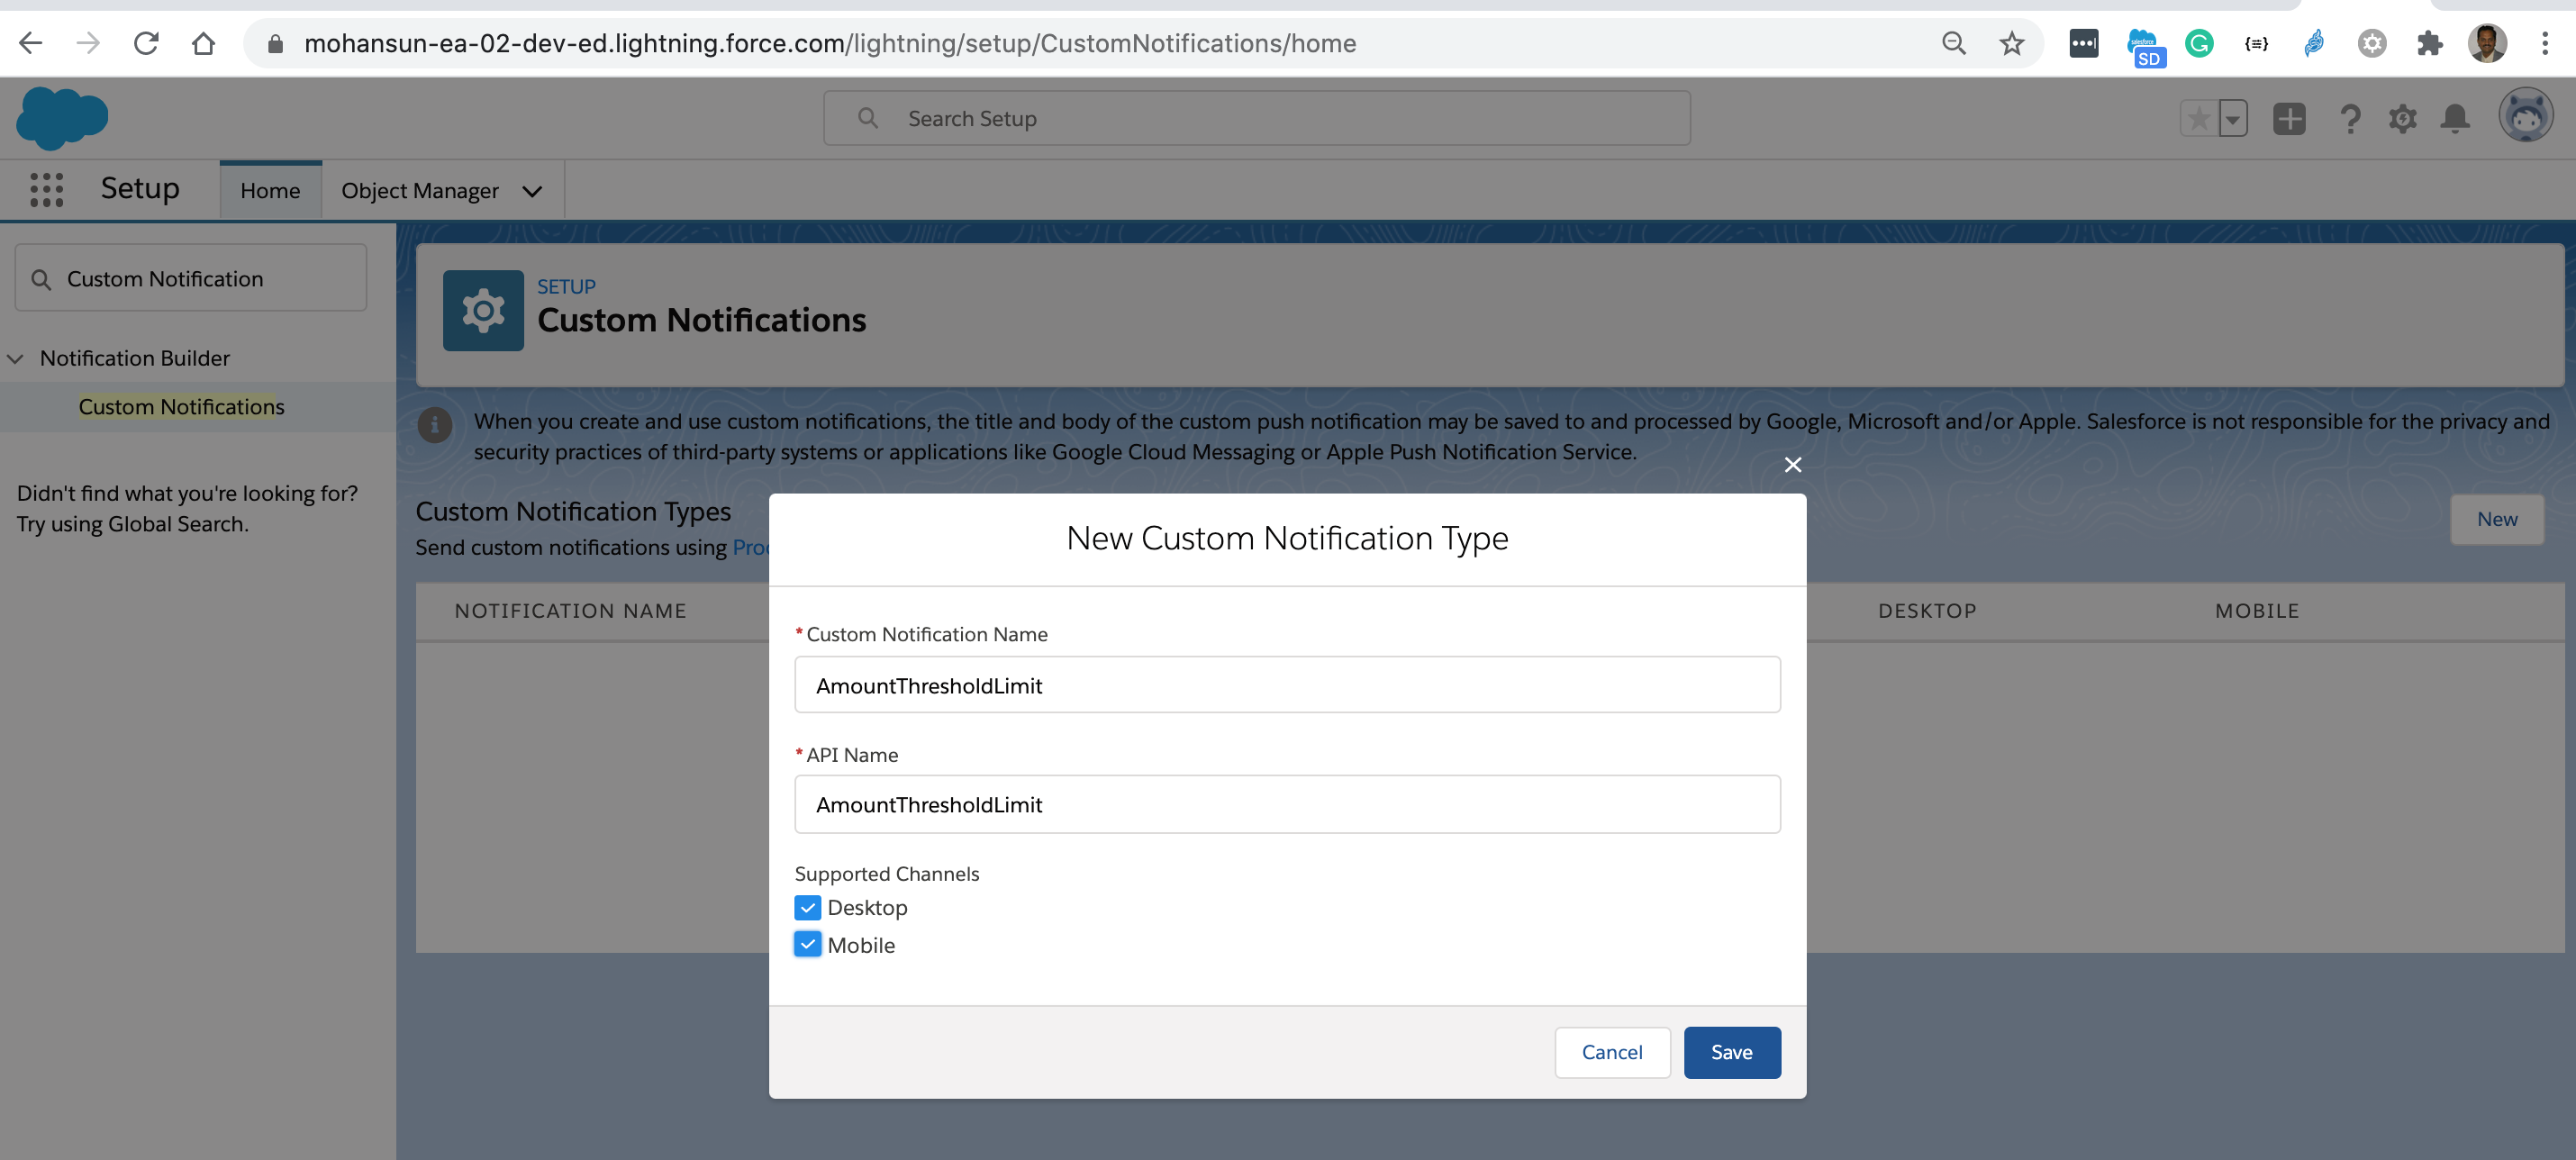 mohansun-ea-02-dev-ed.lightning.force.com/lightning/setup/CustomNotifications/home
SD
Search Setup
Setup
Home
Object Manager
Custom Notification
Notification Builder
Custom Notifications
Didn't find what you're looking for?
Try using Global Search.
SETUP
Custom Notifications
When you create and use custom notifications, the title and body of the custom push notification may be saved to and processed by Google, Microsoft and/or Apple. Salesforce is not responsible for the privacy and
security practices of third-party systems or applications like Google Cloud Messaging or Apple Push Notification Service.
Custom Notification Types
Send custom notifications using
New
NOTIFICATION NAME
DESKTOP
MOBILE
New Custom Notification Type
*Custom Notification Name
AmountThresholdLimit
*API Name
AmountThresholdLimit
Supported Channels
Desktop
Mobile
Cancel
Save